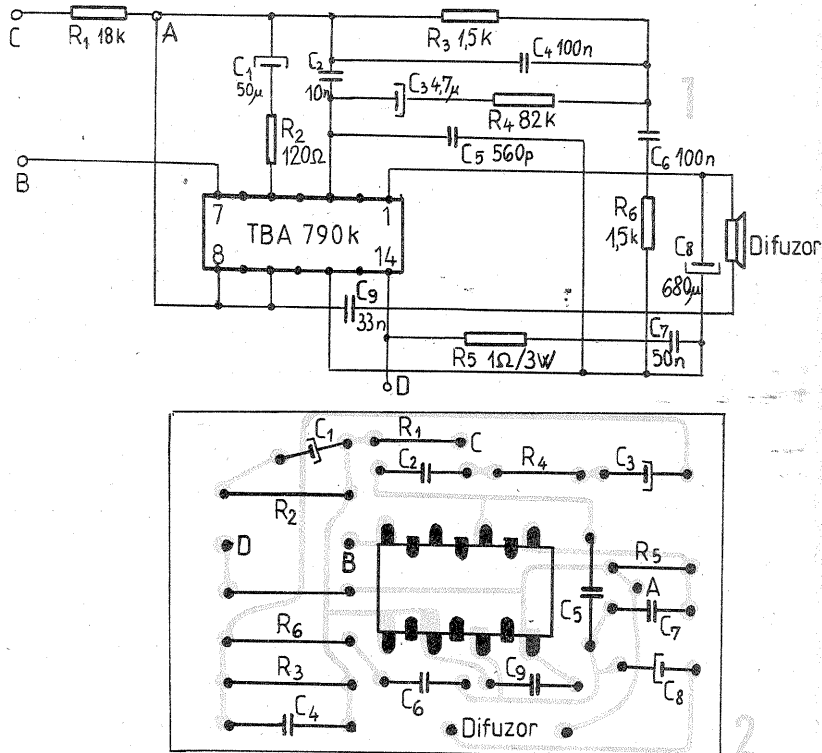 C
R1 18k
A
R3 1,5k
C4 100n
C1
50µ
C2
10n
C3 4,7µ
R4 82k
R2
120Ω
C5 560p
C6 100n
1
B
7
1
TBA 790k
8
14
R6
1,5k
C8
680µ
Difuzor
C9
33n
R5 1Ω/3W
C7
50n
D
C1
R1
C
C2
R4
C3
R2
D
B
R5
A
C5
C7
R6
R3
C6
C9
C8
C4
Difuzor
2